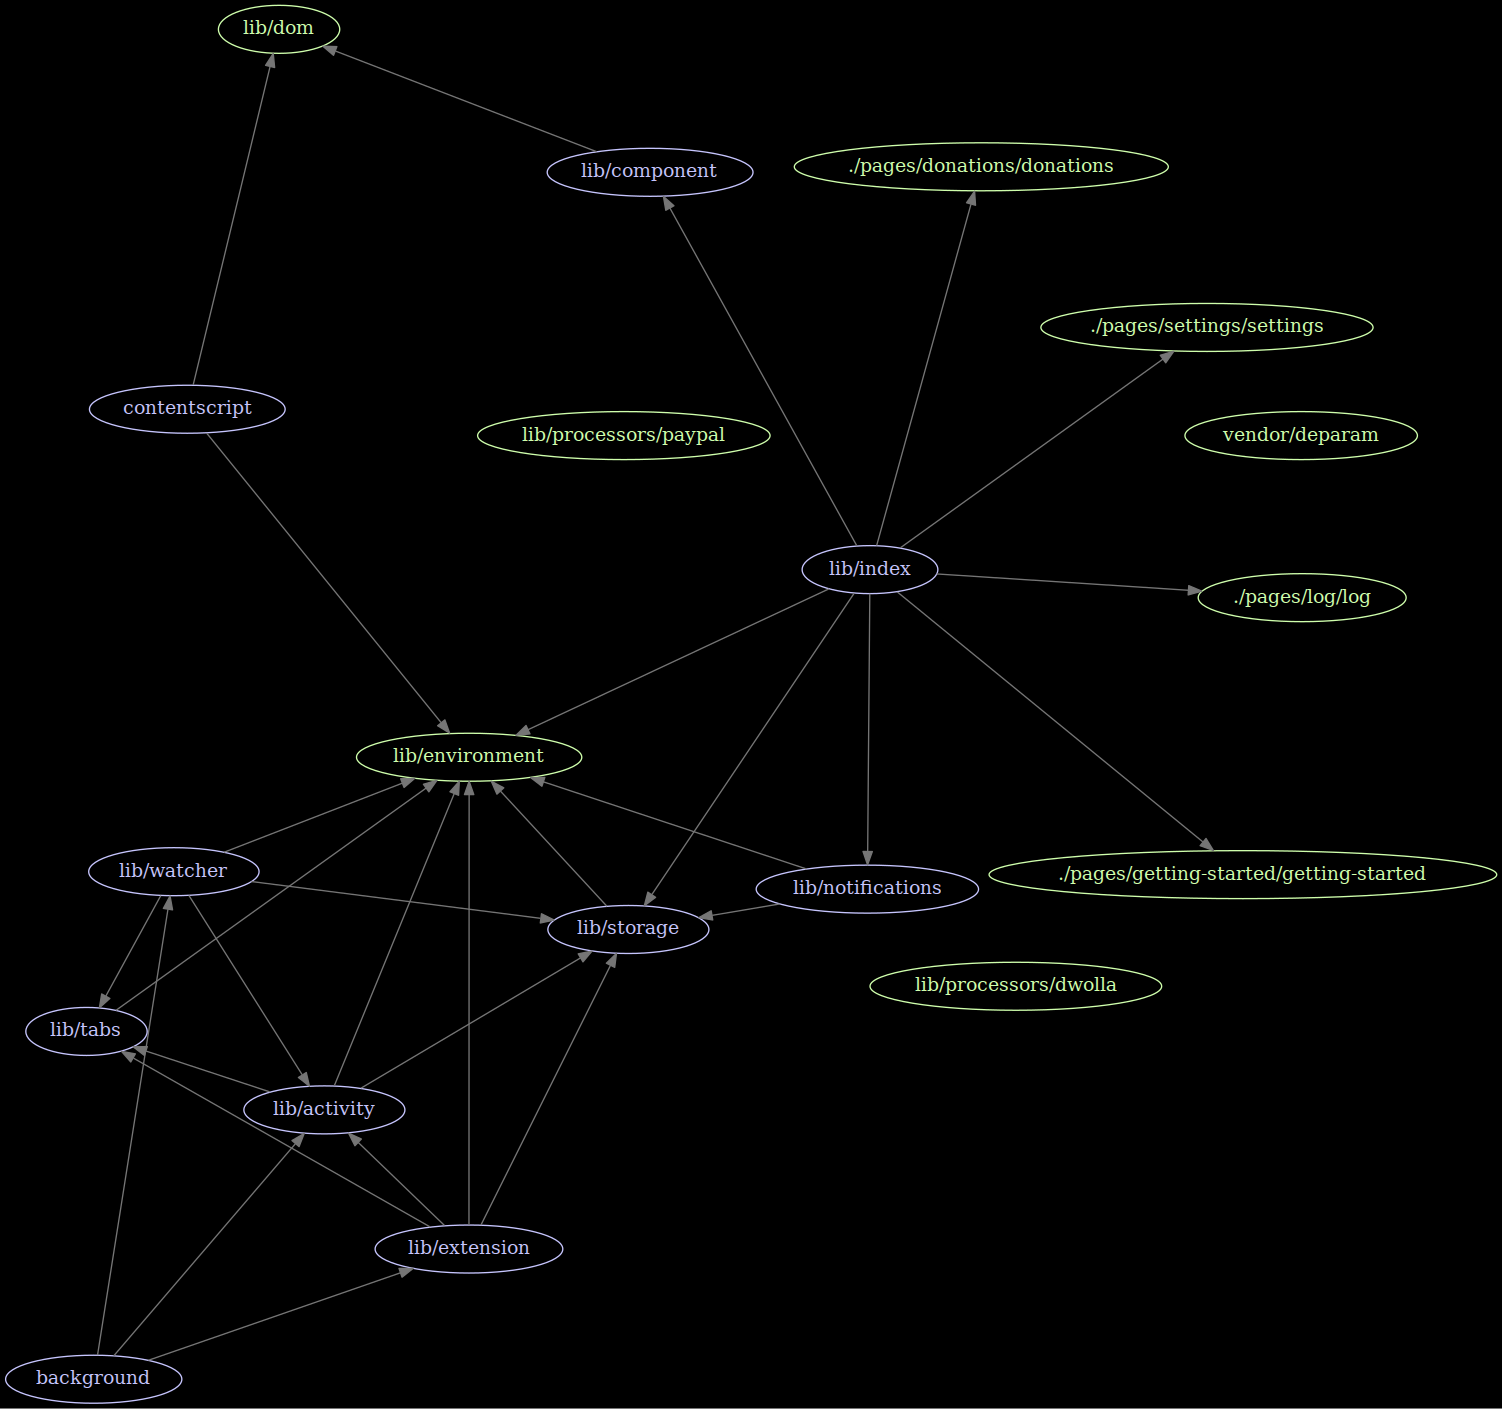 lib/dom
lib/component
./pages/donations/donations
./pages/settings/settings
contentscript
lib/processors/paypal
vendor/deparam
lib/index
./pages/log/log
lib/environment
lib/watcher
./pages/getting-started/getting-started
lib/notifications
lib/storage
lib/processors/dwolla
lib/tabs
lib/activity
lib/extension
background